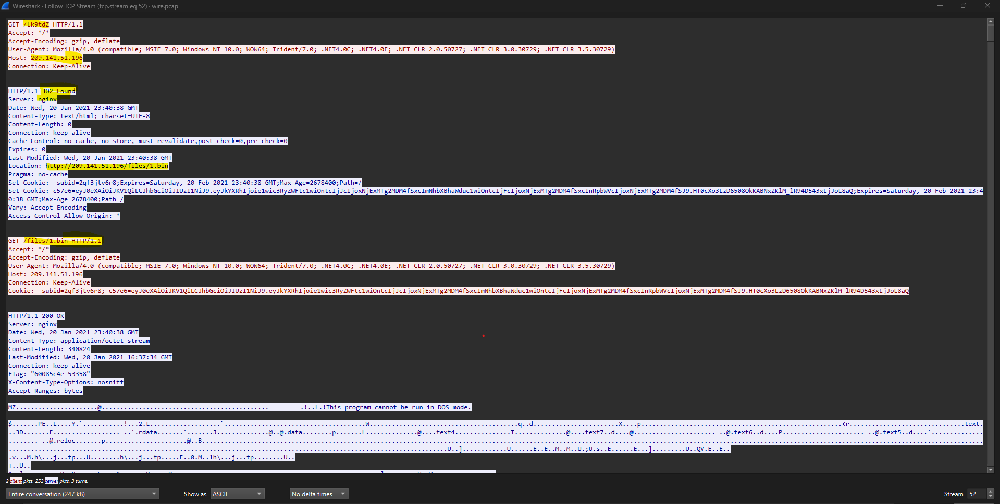 Wireshark · Follow TCP Stream (tcp.stream eq 52) · wire.pcap
GET /Lk9tdZ HTTP/1.1
Accept: */*
Accept-Encoding: gzip, deflate
User-Agent: Mozilla/4.0 (compatible; MSIE 7.0; Windows NT 10.0; WOW64; Trident/7.0; .NET4.0C; .NET4.0E; .NET CLR 2.0.50727; .NET CLR 3.0.30729; .NET CLR 3.5.30729)
Host: 209.141.51.196
Connection: Keep-Alive
HTTP/1.1 302 Found
Server: nginx
Date: Wed, 20 Jan 2021 23:40:38 GMT
Content-Type: text/html; charset=UTF-8
Content-Length: 0
Connection: keep-alive
Cache-Control: no-cache, no-store, must-revalidate,post-check=0,pre-check=0
Expires: 0
Last-Modified: Wed, 20 Jan 2021 23:40:38 GMT
Location: http://209.141.51.196/files/1.bin
Pragma: no-cache
Set-Cookie: _subid=2qf3jtv6r8;Expires=Saturday, 20-Feb-2021 23:40:38 GMT;Max-Age=2678400;Path=/
Set-Cookie: c57e6=eyJ0eXAiOiJKV1QiLCJhbGciOiJIUzI1NiJ9.eyJkYXRhIjoie1wic3RyZWFtc1wiOntcIjJcIjoxNjExMTg2MDM4fSxcImNhbXBhaWduc1wiOntcIjFcIjoxNjExMTg2MDM4fSxcInRpbWVcIjoxNjExMTg2MDM4fSJ9.HT0cXo3LzD6508OkKABNxZKlM_lR94D543xLjJoL8aQ;Expires=Saturday, 20-Feb-2021 23:4
0:38 GMT;Max-Age=2678400;Path=/
Vary: Accept-Encoding
Access-Control-Allow-Origin: *
GET /files/1.bin HTTP/1.1
Accept: */*
Accept-Encoding: gzip, deflate
User-Agent: Mozilla/4.0 (compatible; MSIE 7.0; Windows NT 10.0; WOW64; Trident/7.0; .NET4.0C; .NET4.0E; .NET CLR 2.0.50727; .NET CLR 3.0.30729; .NET CLR 3.5.30729)
Host: 209.141.51.196
Connection: Keep-Alive
Cookie: _subid=2qf3jtv6r8; c57e6=eyJ0eXAiOiJKV1QiLCJhbGciOiJIUzI1NiJ9.eyJkYXRhIjoie1wic3RyZWFtc1wiOntcIjJcIjoxNjExMTg2MDM4fSxcImNhbXBhaWduc1wiOntcIjFcIjoxNjExMTg2MDM4fSxcInRpbWVcIjoxNjExMTg2MDM4fSJ9.HT0cXo3LzD6508OkKABNxZKlM_lR94D543xLjJoL8aQ
HTTP/1.1 200 OK
Server: nginx
Date: Wed, 20 Jan 2021 23:40:38 GMT
Content-Type: application/octet-stream
Content-Length: 340824
Last-Modified: Wed, 20 Jan 2021 16:37:34 GMT
Connection: keep-alive
ETag: "60085c4e-53358"
X-Content-Type-Options: nosniff
Accept-Ranges: bytes
MZ......................@............................................. .!..L.!This program cannot be run in DOS mode.
$.......PE..L....Y.`...........!...2.L...................`......................................W.......................................q..d.......................X....p......................................................<r..............................text.
..3D.......F.................. ..`.rdata.......`.......J..............@..@.data........p.......L..............@....text4...............T..............@....text7..d....@...................... ..@.text6..d....P...................... ..@.text5..d....`..............
........ ..@.reloc.......p......................@..B
U..]............U......E..E..M..M..U.;U.s..E......E...].........U..QV.E..E..
.v...M.h\...j...tp...U........h\...j...tp.....E..0.M..1h\...j...tp........U..
+..U..
2 client pkts, 253 server pkts, 3 turns.
Entire conversation (247 kB) Show as ASCII No delta times Stream 52